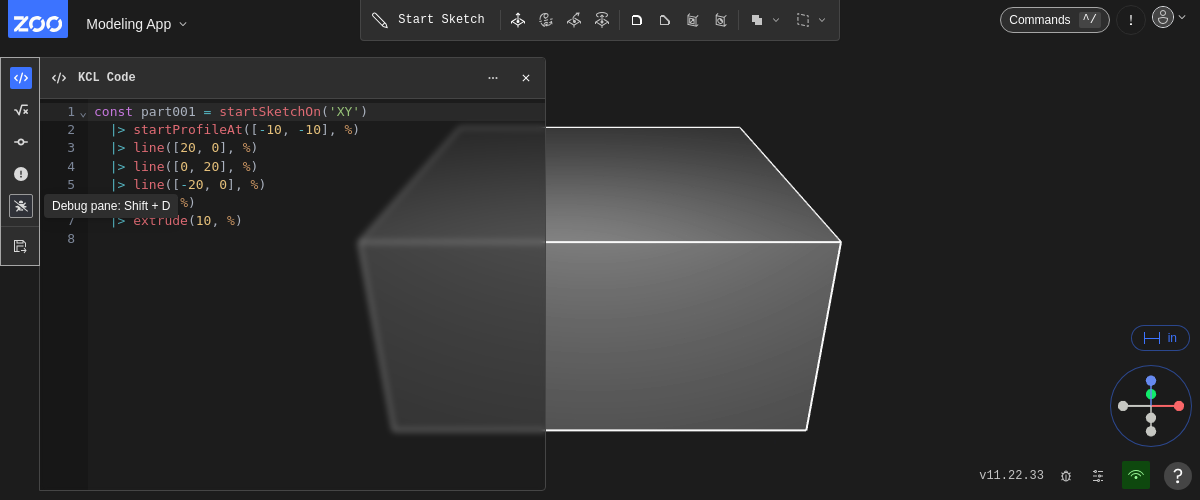 ZOO Modeling App
Start Sketch
Commands ^/
!
KCL Code
1 const part001 = startSketchOn('XY')
2 |> startProfileAt([-10, -10], %)
3 |> line([20, 0], %)
4 |> line([0, 20], %)
5 |> line([-20, 0], %)
%)
Debug pane: Shift + D
7 |> extrude(10, %)
8
in
v11.22.33
?